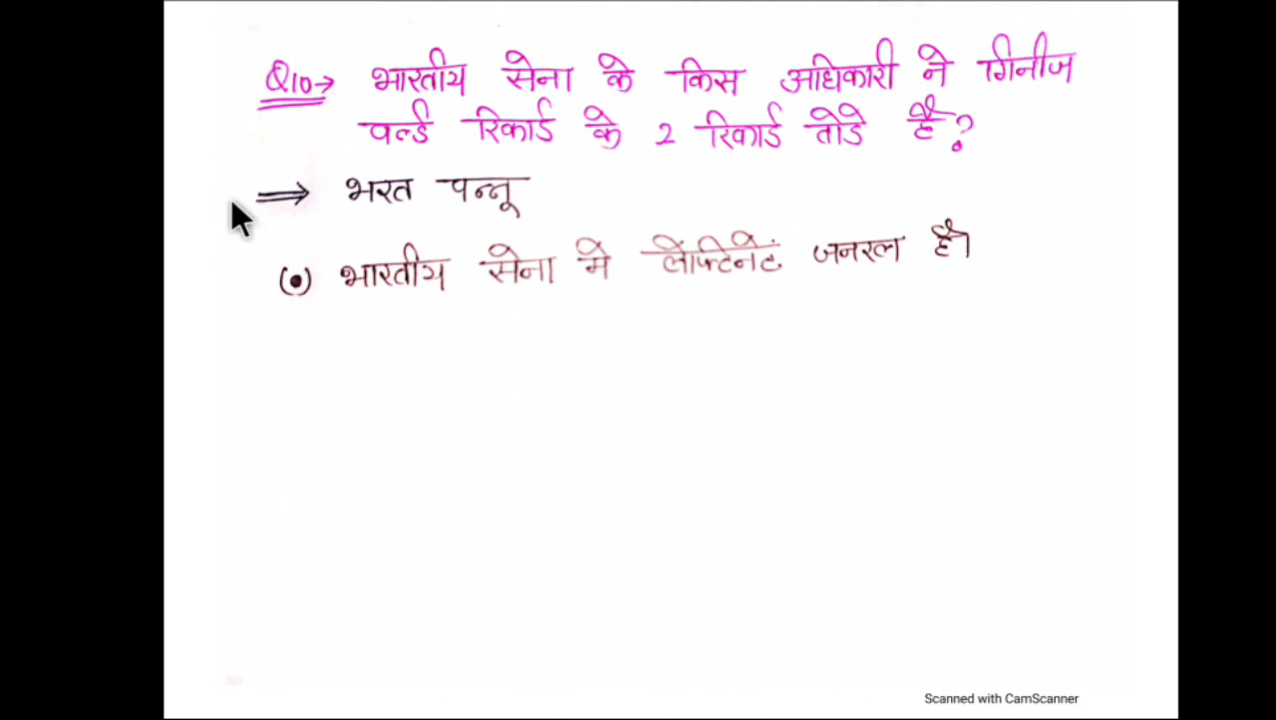 Q10→ भारतीय सेना के किस अधिकारी ने गिनीज
वर्ल्ड रिकार्ड के 2 रिकार्ड तोडे है?
⇒ भरत पन्नू
(•) भारतीय सेना मे लेफ्टिनेंट जनरल है।
Scanned with CamScanner